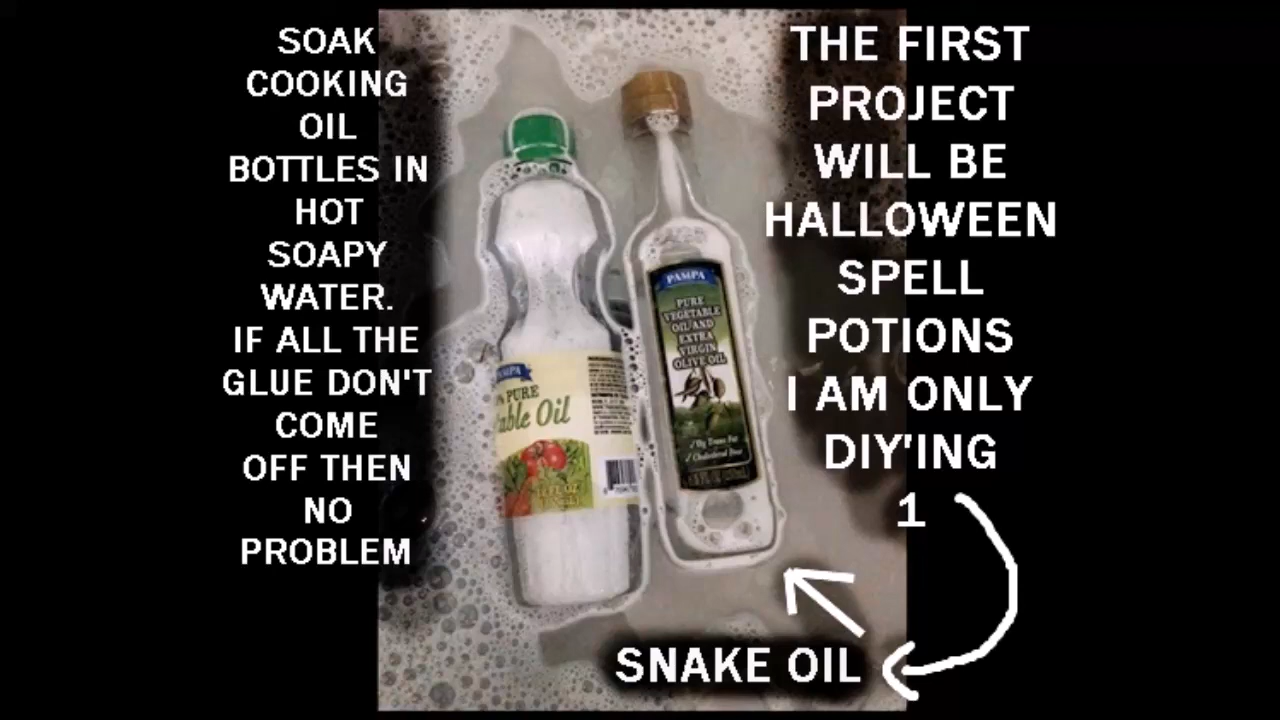 SOAK
COOKING
OIL
BOTTLES IN
HOT
SOAPY
WATER.
IF ALL THE
GLUE DON'T
COME
OFF THEN
NO
PROBLEM
THE FIRST
PROJECT
WILL BE
HALLOWEEN
SPELL
POTIONS
I AM ONLY
DIY'ING
1
SNAKE OIL
PAMPA
PURE
VEGETABLE
OIL AND
EXTRA
VIRGIN
OLIVE OIL
Cholesterol Free
PURE
Oil